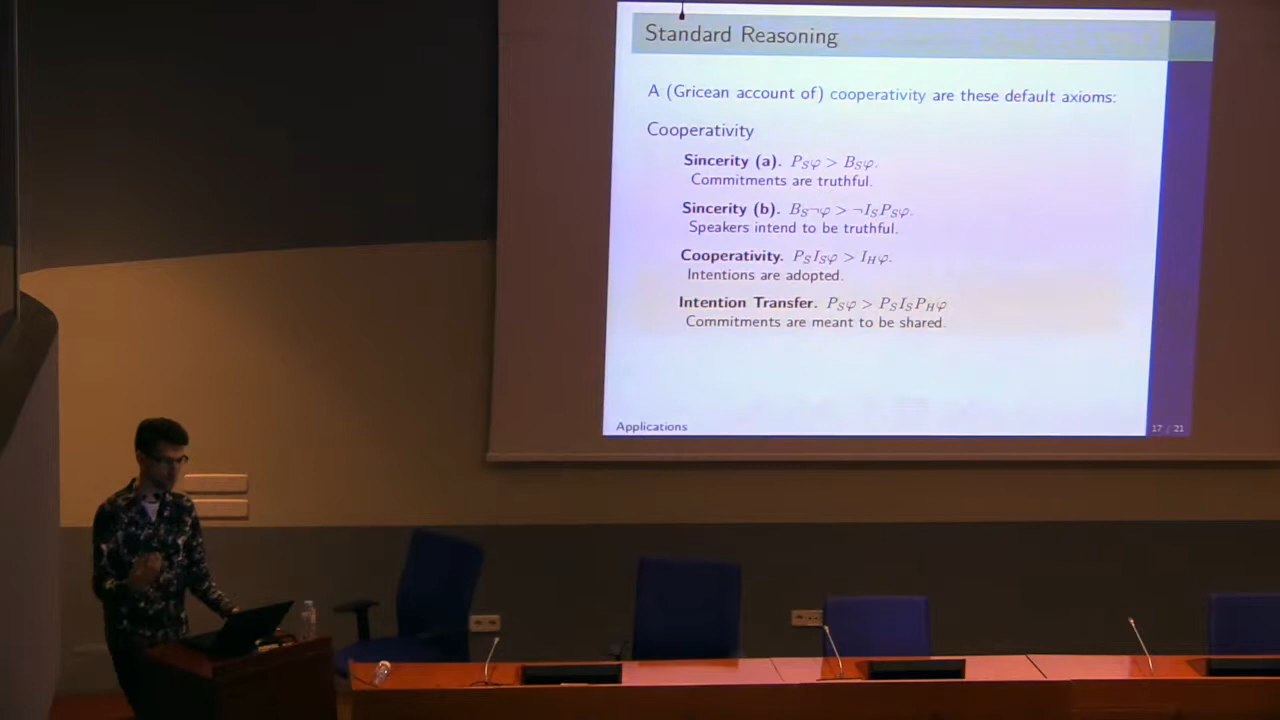 Standard Reasoning
A (Gricean account of) cooperativity are these default axioms:
Cooperativity
Sincerity (a). P_Sφ > B_Sφ.
Commitments are truthful.
Sincerity (b). B_S¬φ > ¬I_SP_Sφ.
Speakers intend to be truthful.
Cooperativity. P_SI_Sφ > I_Hφ.
Intentions are adopted.
Intention Transfer. P_Sφ > P_SI_SP_Hφ
Commitments are meant to be shared.
Applications
17 / 21